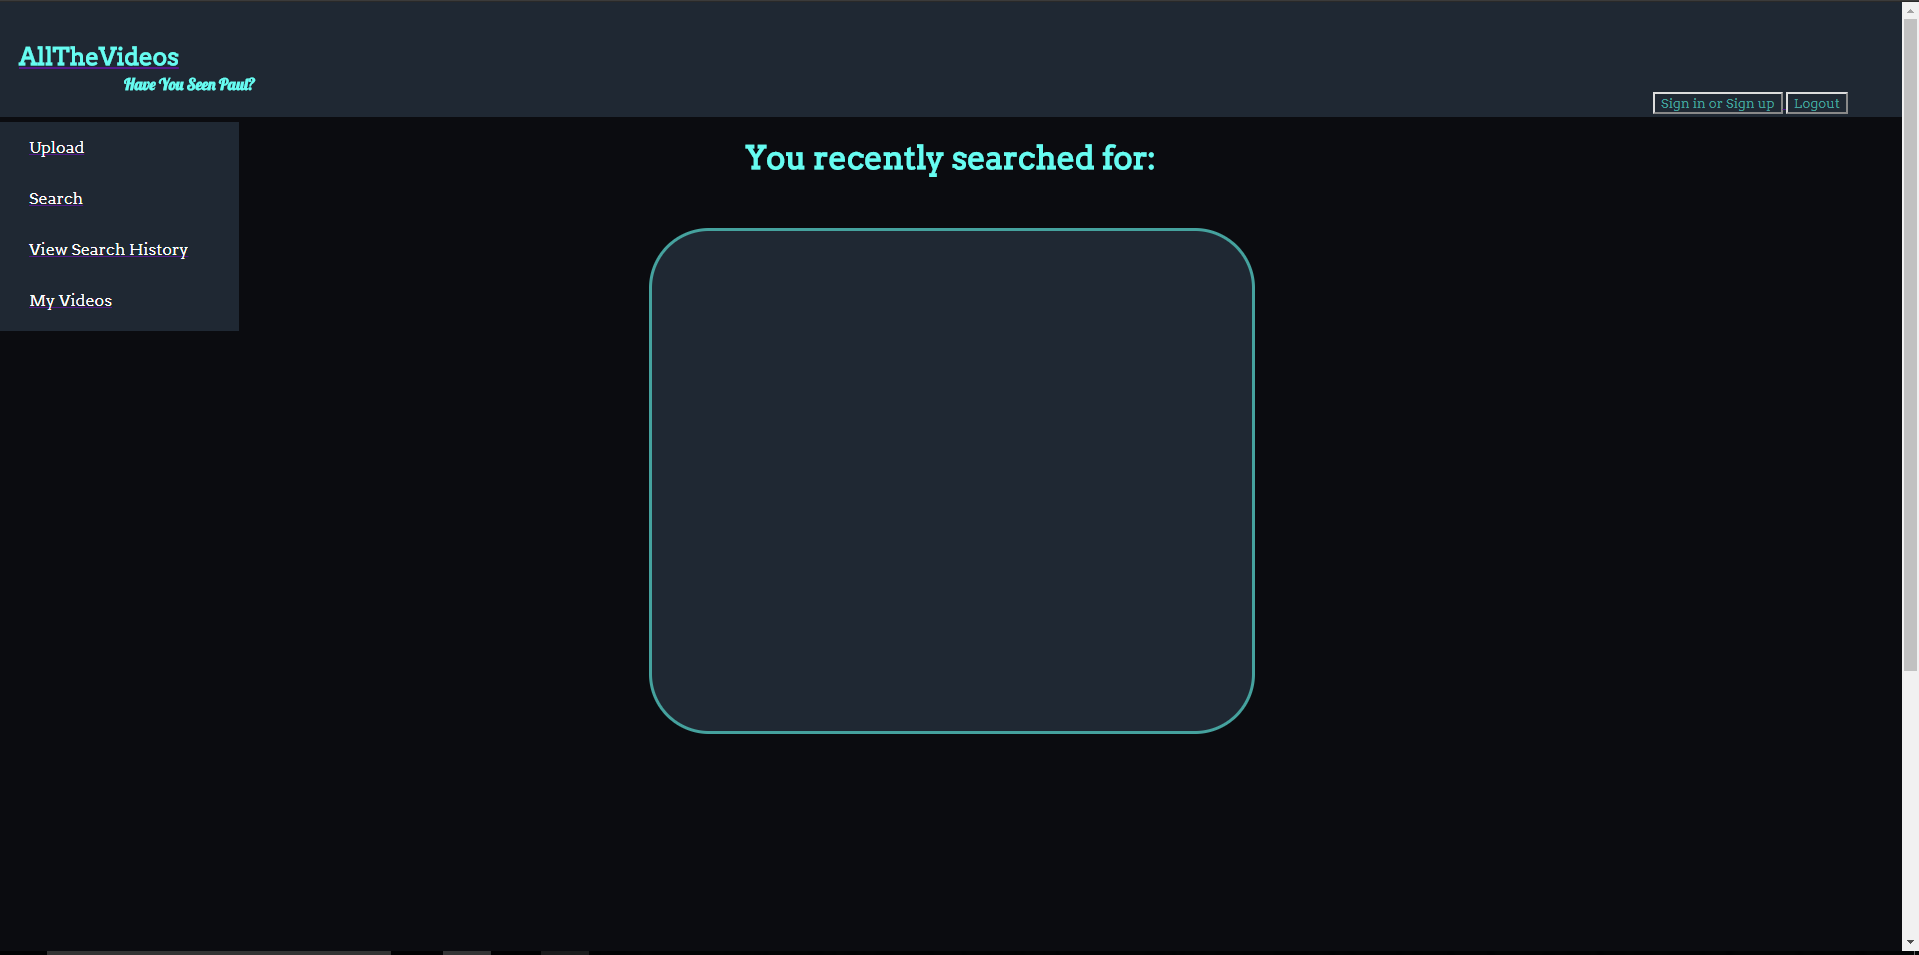 AllTheVideos
Have You Seen Paul?
Sign in or Sign up
Logout
Upload
You recently searched for:
Search
View Search History
My Videos